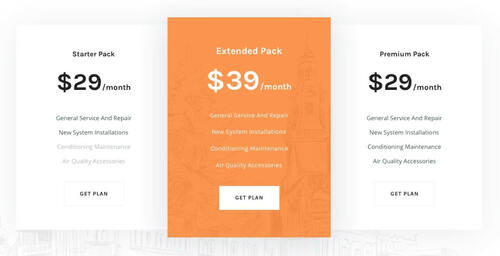 Starter Pack
$29/month
General Service And Repair
New System Installations
Conditioning Maintenance
Air Quality Accessories
GET PLAN
Extended Pack
$39/month
General Service And Repair
New System Installations
Conditioning Maintenance
Air Quality Accessories
GET PLAN
Premium Pack
$29/month
General Service And Repair
New System Installations
Conditioning Maintenance
Air Quality Accessories
GET PLAN